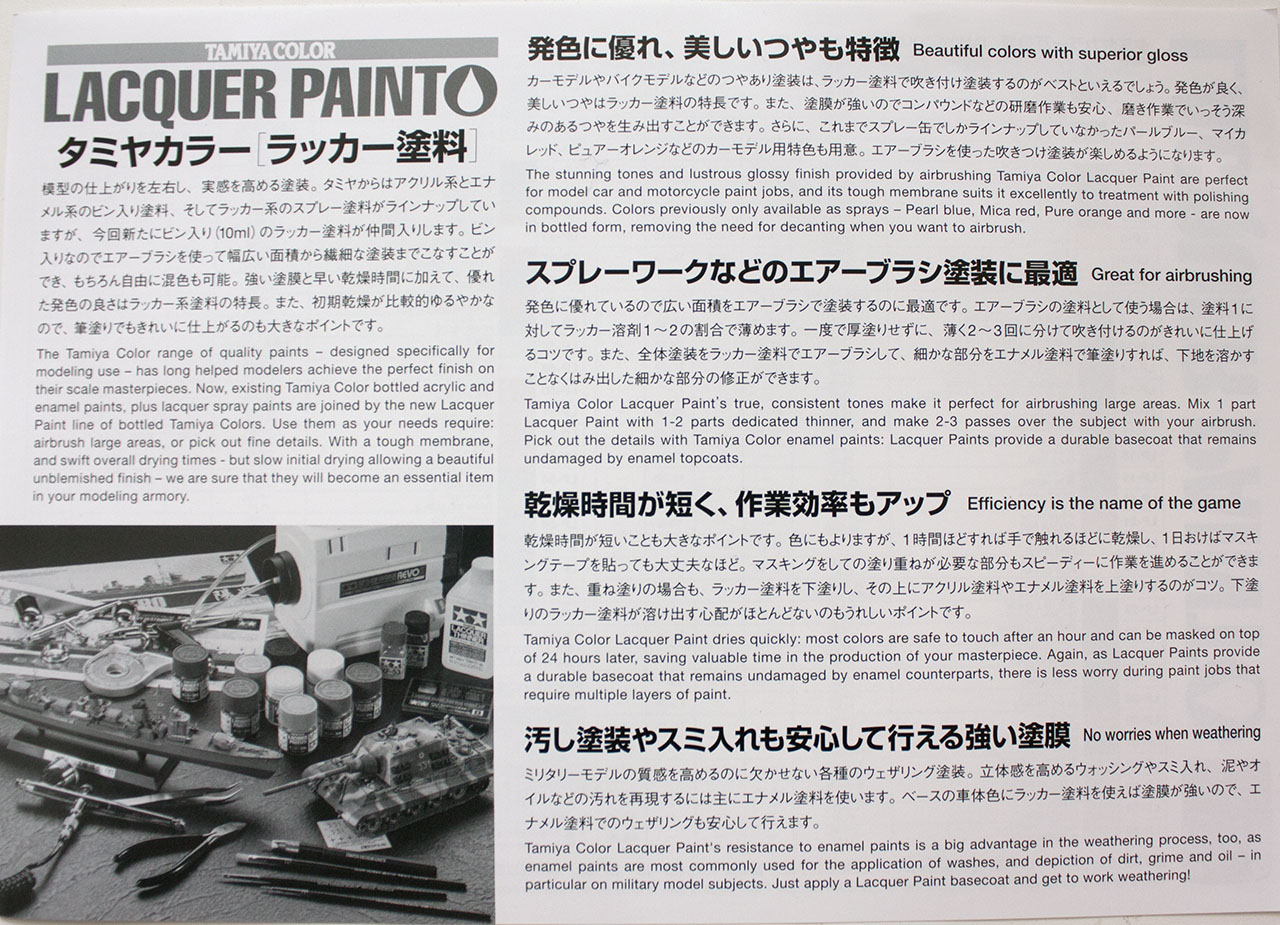 TAMIYA COLOR
LACQUER PAINT
タミヤカラー[ラッカー塗料]
模型の仕上がりを左右し、実感を高める塗装。タミヤからはアクリル系とエナ
メル系のビン入り塗料、そしてラッカー系のスプレー塗料がラインナップしてい
ますが、今回新たにビン入り(10ml)のラッカー塗料が仲間入りします。ビン
入りなのでエアーブラシを使って幅広い面積から繊細な塗装までこなすことが
でき、もちろん自由に混色も可能。強い塗膜と早い乾燥時間に加えて、優れ
た発色の良さはラッカー系塗料の特長。また、初期乾燥が比較的ゆるやかな
ので、筆塗りでもきれいに仕上がるのも大きなポイントです。
The Tamiya Color range of quality paints – designed specifically for
modeling use – has long helped modelers achieve the perfect finish on
their scale masterpieces. Now, existing Tamiya Color bottled acrylic and
enamel paints, plus lacquer spray paints are joined by the new Lacquer
Paint line of bottled Tamiya Colors. Use them as your needs require:
airbrush large areas, or pick out fine details. With a tough membrane,
and swift overall drying times - but slow initial drying allowing a beautiful
unblemished finish – we are sure that they will become an essential item
in your modeling armory.
REVO
TAMIYA
LACQUER
THINNER
発色に優れ、美しいつやも特徴 Beautiful colors with superior gloss
カーモデルやバイクモデルなどのつやあり塗装は、ラッカー塗料で吹き付け塗装するのがベストといえるでしょう。発色が良く、
美しいつやはラッカー塗料の特長です。また、塗膜が強いのでコンパウンドなどの研磨作業も安心、磨き作業でいっそう深
みのあるつやを生み出すことができます。さらに、これまでスプレー缶でしかラインナップしていなかったパールブルー、マイカ
レッド、ピュアーオレンジなどのカーモデル用特色も用意。エアーブラシを使った吹きつけ塗装が楽しめるようになります。
The stunning tones and lustrous glossy finish provided by airbrushing Tamiya Color Lacquer Paint are perfect
for model car and motorcycle paint jobs, and its tough membrane suits it excellently to treatment with polishing
compounds. Colors previously only available as sprays – Pearl blue, Mica red, Pure orange and more - are now
in bottled form, removing the need for decanting when you want to airbrush.
スプレーワークなどのエアーブラシ塗装に最適 Great for airbrushing
発色に優れているので広い面積をエアーブラシで塗装するのに最適です。エアーブラシの塗料として使う場合は、塗料1に
対してラッカー溶剤1～2の割合で薄めます。一度で厚塗りせずに、薄く2～3回に分けて吹き付けるのがきれいに仕上げ
るコツです。また、全体塗装をラッカー塗料でエアーブラシして、細かな部分をエナメル塗料で筆塗りすれば、下地を溶かす
ことなくはみ出した細かな部分の修正ができます。
Tamiya Color Lacquer Paint's true, consistent tones make it perfect for airbrushing large areas. Mix 1 part
Lacquer Paint with 1-2 parts dedicated thinner, and make 2-3 passes over the subject with your airbrush.
Pick out the details with Tamiya Color enamel paints: Lacquer Paints provide a durable basecoat that remains
undamaged by enamel topcoats.
乾燥時間が短く、作業効率もアップ Efficiency is the name of the game
乾燥時間が短いことも大きなポイントです。色にもよりますが、1時間ほどすれば手で触れるほどに乾燥し、1日おけばマスキ
ングテープを貼っても大丈夫なほど。マスキングをしての塗り重ねが必要な部分もスピーディーに作業を進めることができま
す。また、重ね塗りの場合も、ラッカー塗料を下塗りし、その上にアクリル塗料やエナメル塗料を上塗りするのがコツ。下塗
りのラッカー塗料が溶け出す心配がほとんどないのもうれしいポイントです。
Tamiya Color Lacquer Paint dries quickly: most colors are safe to touch after an hour and can be masked on top
of 24 hours later, saving valuable time in the production of your masterpiece. Again, as Lacquer Paints provide
a durable basecoat that remains undamaged by enamel counterparts, there is less worry during paint jobs that
require multiple layers of paint.
汚し塗装やスミ入れも安心して行える強い塗膜 No worries when weathering
ミリタリーモデルの質感を高めるのに欠かせない各種のウェザリング塗装。立体感を高めるウォッシングやスミ入れ、泥やオ
イルなどの汚れを再現するには主にエナメル塗料を使います。ベースの車体色にラッカー塗料を使えば塗膜が強いので、エ
ナメル塗料でのウェザリングも安心して行えます。
Tamiya Color Lacquer Paint's resistance to enamel paints is a big advantage in the weathering process, too, as
enamel paints are most commonly used for the application of washes, and depiction of dirt, grime and oil – in
particular on military model subjects. Just apply a Lacquer Paint basecoat and get to work weathering!